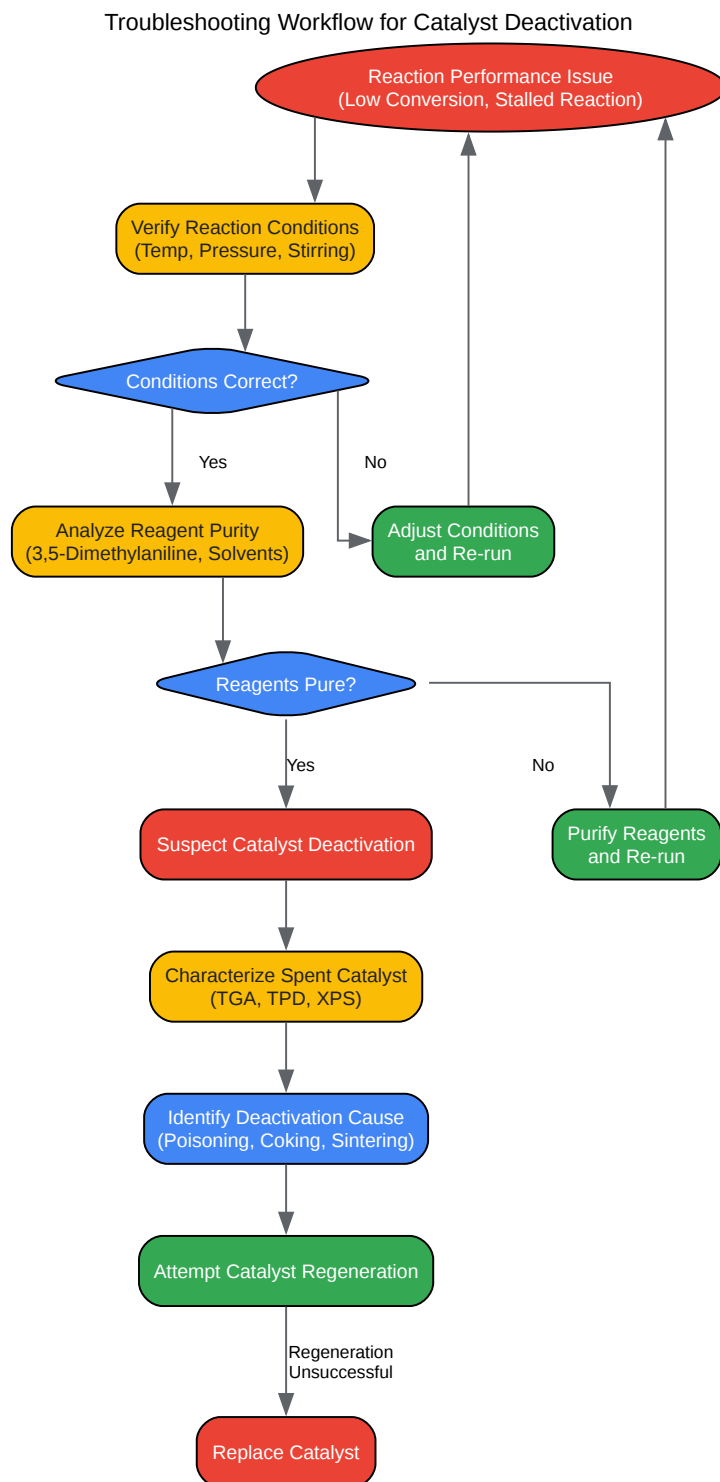 Troubleshooting Workflow for Catalyst Deactivation
Reaction Performance Issue
(Low Conversion, Stalled Reaction)
Verify Reaction Conditions
(Temp, Pressure, Stirring)
Conditions Correct?
Yes
No
Analyze Reagent Purity
(3,5-Dimethylaniline, Solvents)
Adjust Conditions
and Re-run
Reagents Pure?
Yes
No
Suspect Catalyst Deactivation
Purify Reagents
and Re-run
Characterize Spent Catalyst
(TGA, TPD, XPS)
Identify Deactivation Cause
(Poisoning, Coking, Sintering)
Attempt Catalyst Regeneration
Regeneration
Unsuccessful
Replace Catalyst